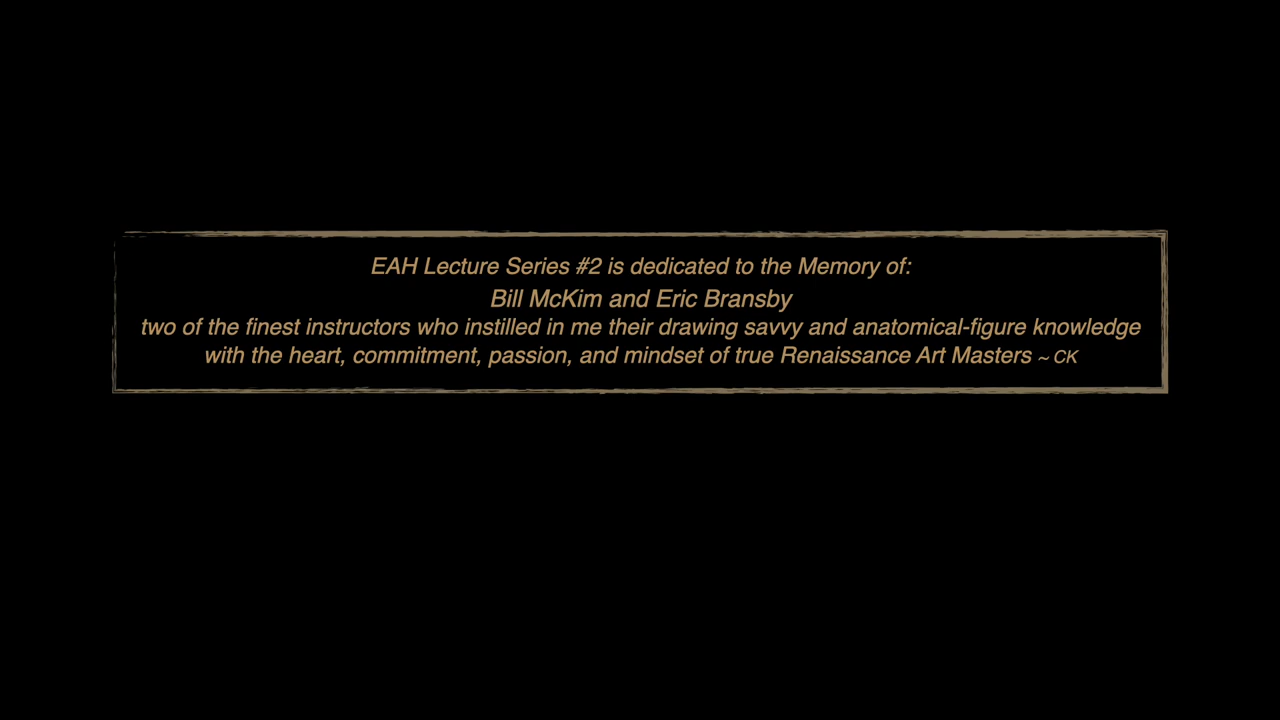 EAH Lecture Series #2 is dedicated to the Memory of:
Bill McKim and Eric Bransby
two of the finest instructors who instilled in me their drawing savvy and anatomical-figure knowledge
with the heart, commitment, passion, and mindset of true Renaissance Art Masters ~ CK